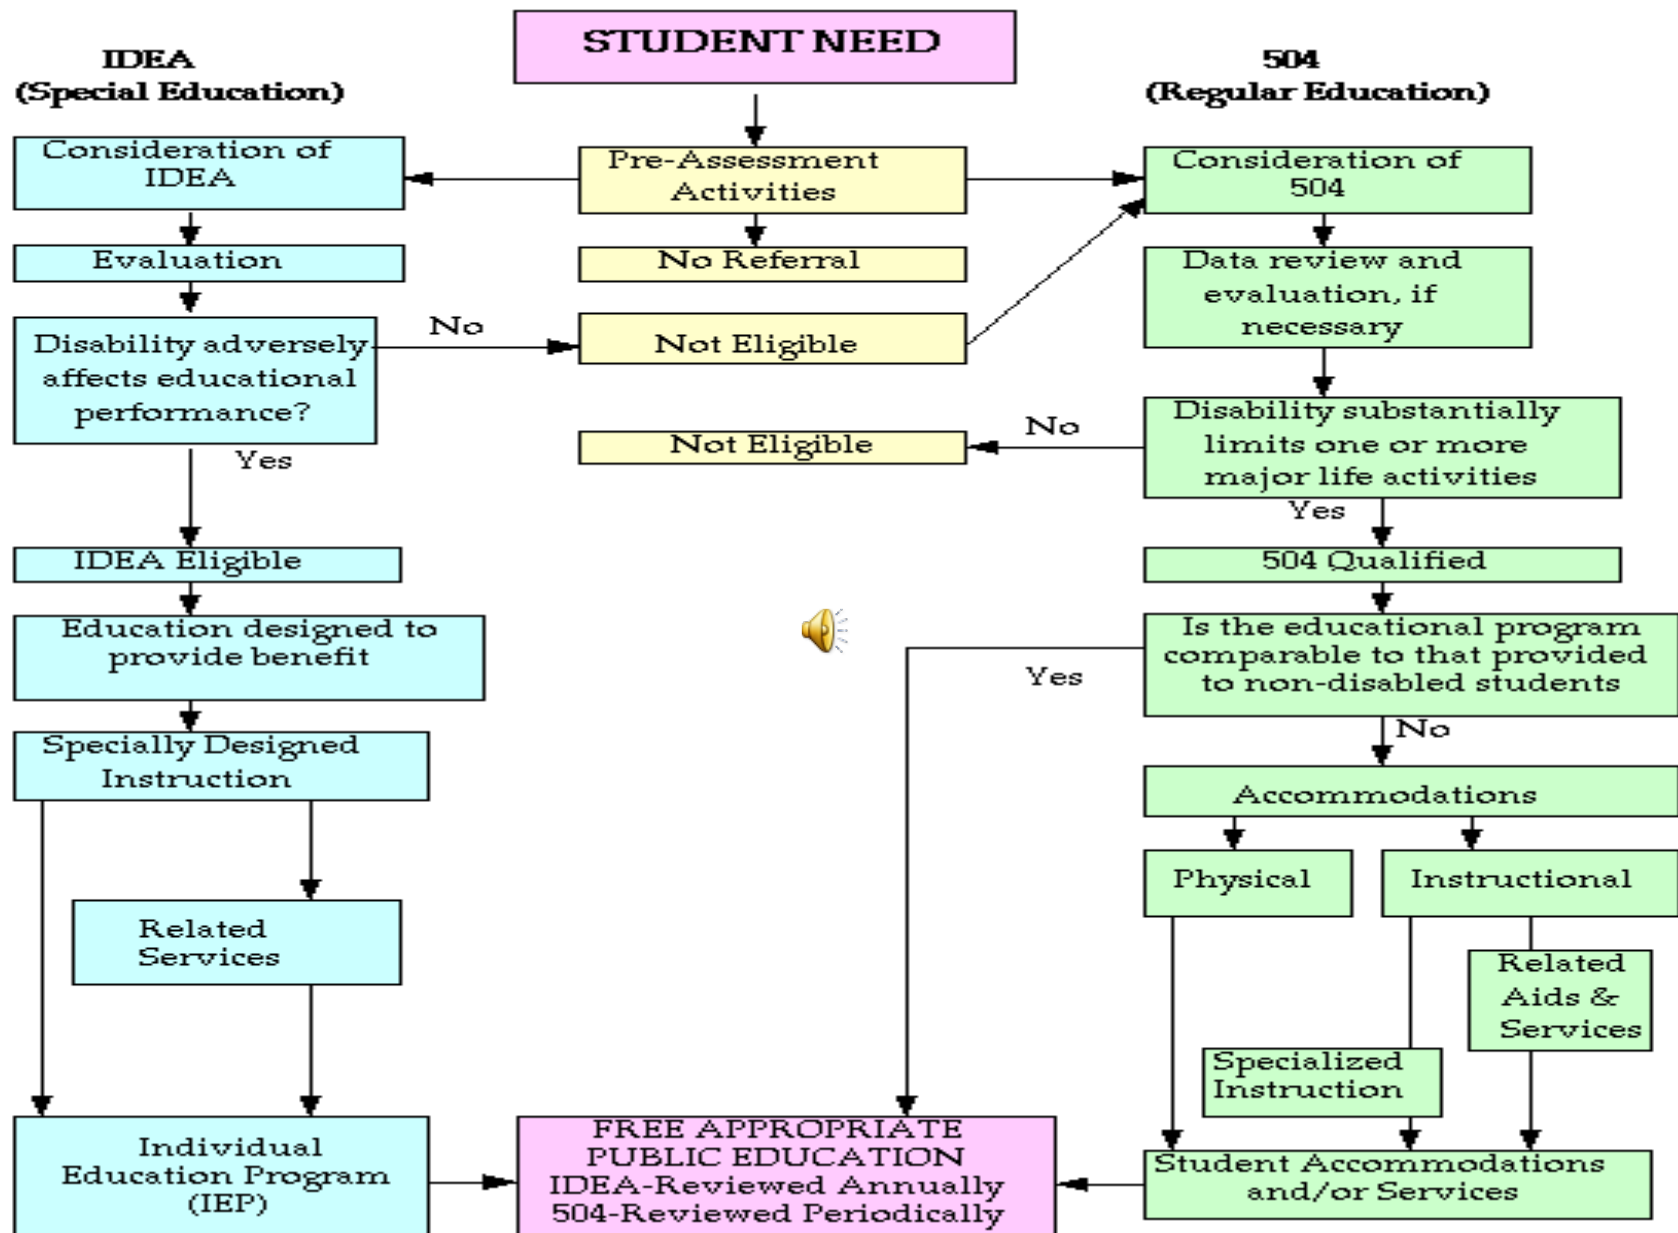 STUDENT NEED
IDEA
(Special Education)
504
(Regular Education)
Consideration of
IDEA
Pre-Assessment
Activities
Consideration of
504
Evaluation
No Referral
Data review and
evaluation, if
necessary
Disability adversely
affects educational
performance?
No
Not Eligible
Yes
Not Eligible
No
Disability substantially
limits one or more
major life activities
Yes
IDEA Eligible
504 Qualified
Education designed to
provide benefit
Is the educational program
comparable to that provided
to non-disabled students
Yes
No
Specially Designed
Instruction
Accommodations
Physical
Instructional
Related
Services
Related
Aids &
Services
Specialized
Instruction
Individual
Education Program
(IEP)
FREE APPROPRIATE
PUBLIC EDUCATION
IDEA-Reviewed Annually
504-Reviewed Periodically
Student Accommodations
and/or Services